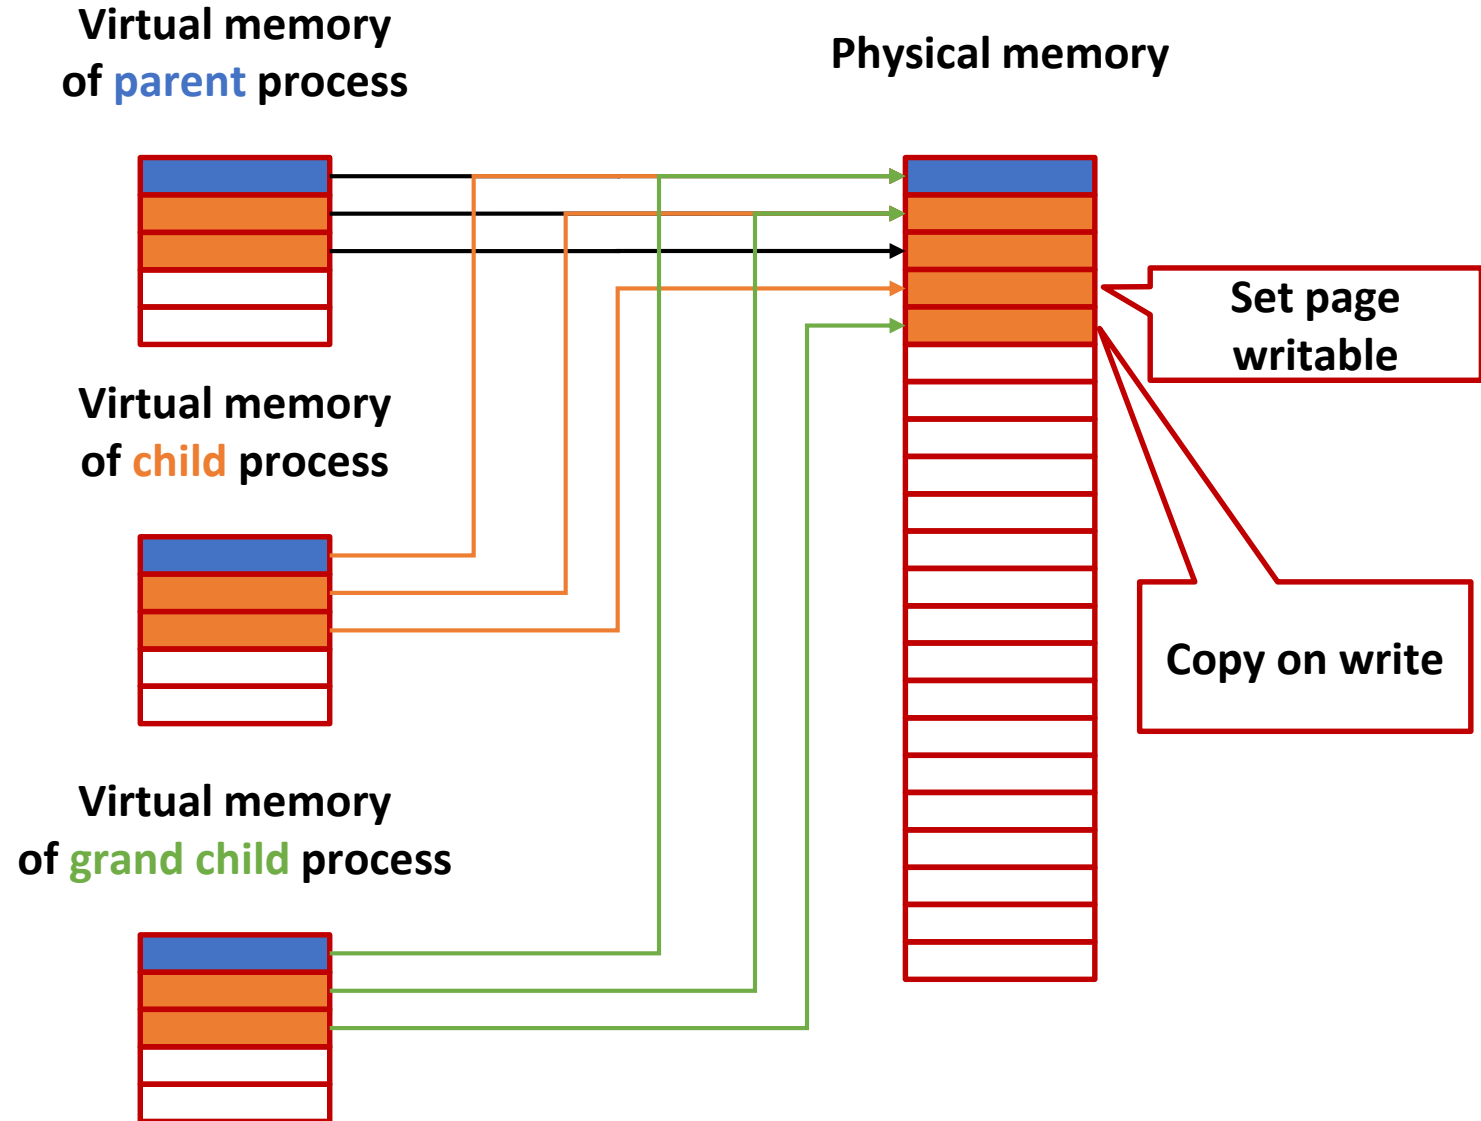 Virtual memory
of parent process
Physical memory
Set page
writable
Virtual memory
of child process
Copy on write
Virtual memory
of grand child process